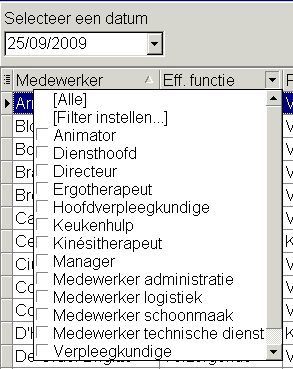 Selecteer een datum
25/09/2009
Medewerker Eff. functie
[Alle]
[Filter instellen...]
Animator
Diensthoofd
Directeur
Ergotherapeut
Hoofdverpleegkundige
Keukenhulp
Kinésitherapeut
Manager
Medewerker administratie
Medewerker logistiek
Medewerker schoonmaak
Medewerker technische dienst
Verpleegkundige